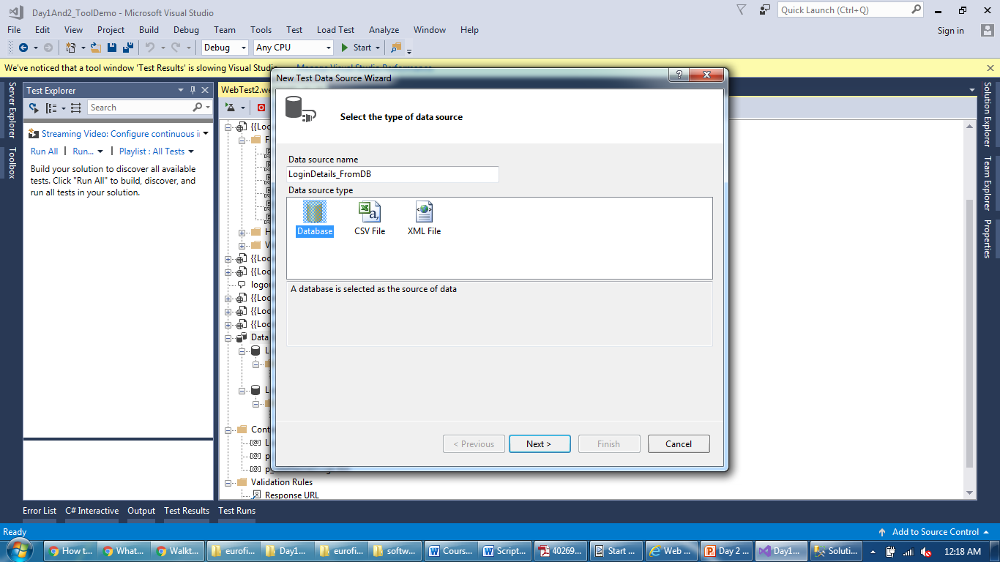 Day1And2_ToolDemo - Microsoft Visual Studio
Quick Launch (Ctrl+Q)
File Edit View Project Build Debug Team Tools Test Load Test Analyze Window Help
Sign in
Debug Any CPU Start
We've noticed that a tool window 'Test Results' is slowing Visual Studio
Manage Visual Studio Performance
Server Explorer
Toolbox
Test Explorer
Search
Streaming Video: Configure continuous i
Run All | Run... | Playlist : All Tests
Build your solution to discover all available
tests. Click "Run All" to build, discover, and
run all tests in your solution.
WebTest2.we
{{Loc
F
H
V
{{Loc
{{Loc
logou
{{Loc
{{Loc
{{Loc
Data
L
L
Cont
L
p
p_
Validation Rules
Response URL
New Test Data Source Wizard
?
Select the type of data source
Data source name
LoginDetails_FromDB
Data source type
Database
CSV File
XML File
A database is selected as the source of data
< Previous Next > Finish Cancel
Solution Explorer
Team Explorer
Properties
Error List C# Interactive Output Test Results Test Runs
Ready
Add to Source Control
How t... What... Walkt... eurofi... Day1... eurofi... softw... Cours... Script... 40269... Start ... Web ... Day 2 ... Day1... Soluti...
12:18 AM